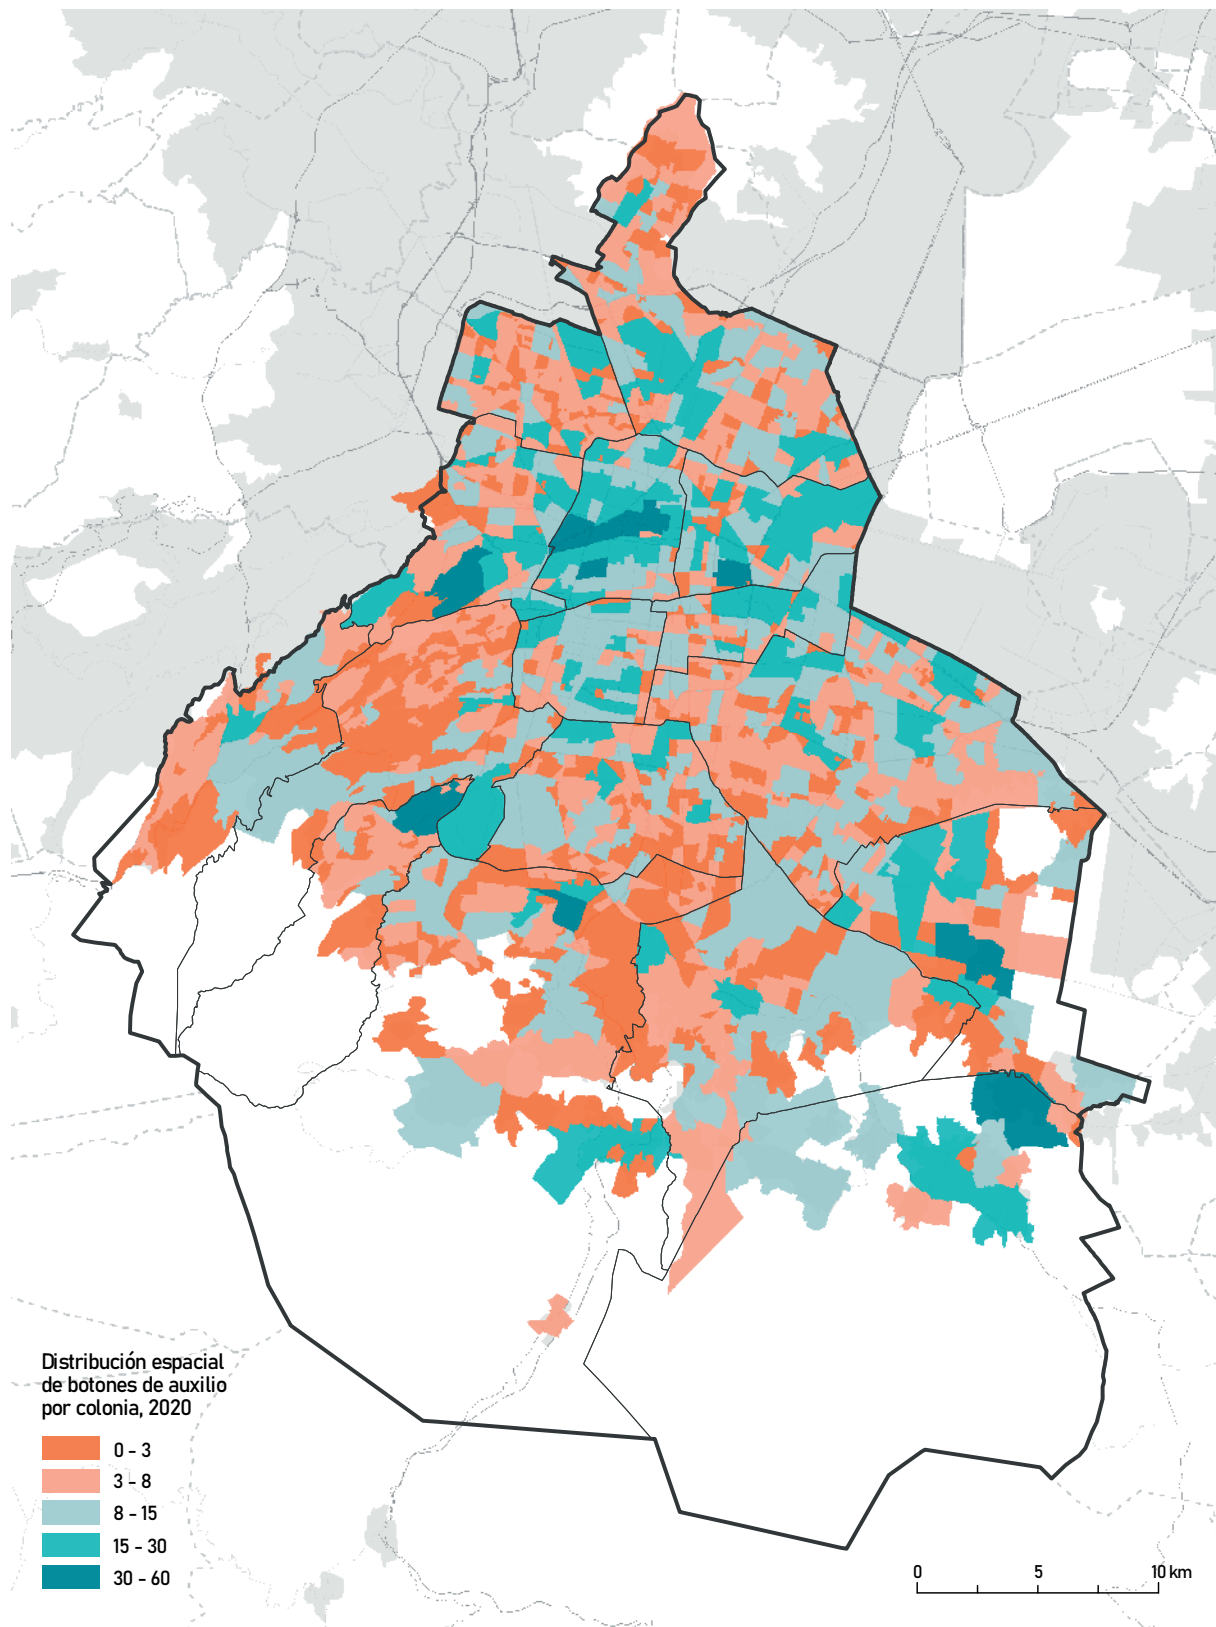 Distribución espacial
de botones de auxilio
por colonia, 2020
0 - 3
3 - 8
8 - 15
15 - 30
30 - 60
0 5 10 km